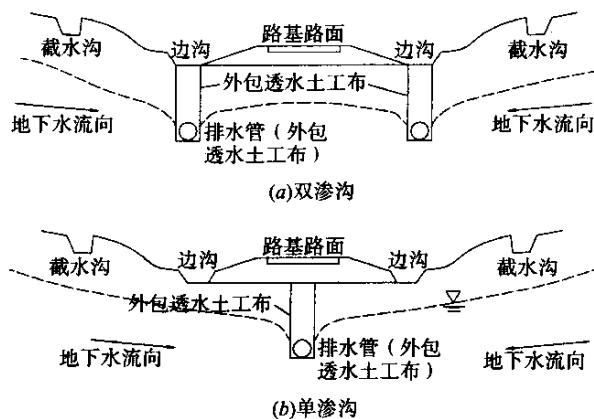 路基路面
截水沟
边沟
边沟
截水沟
外包透水土工布
地下水流向
地下水流向
排水管（外包
透水土工布）
(a)双渗沟
路基路面
截水沟
边沟
边沟
截水沟
外包透水土工布
地下水流向
排水管（外包
透水土工布）
地下水流向
(b)单渗沟